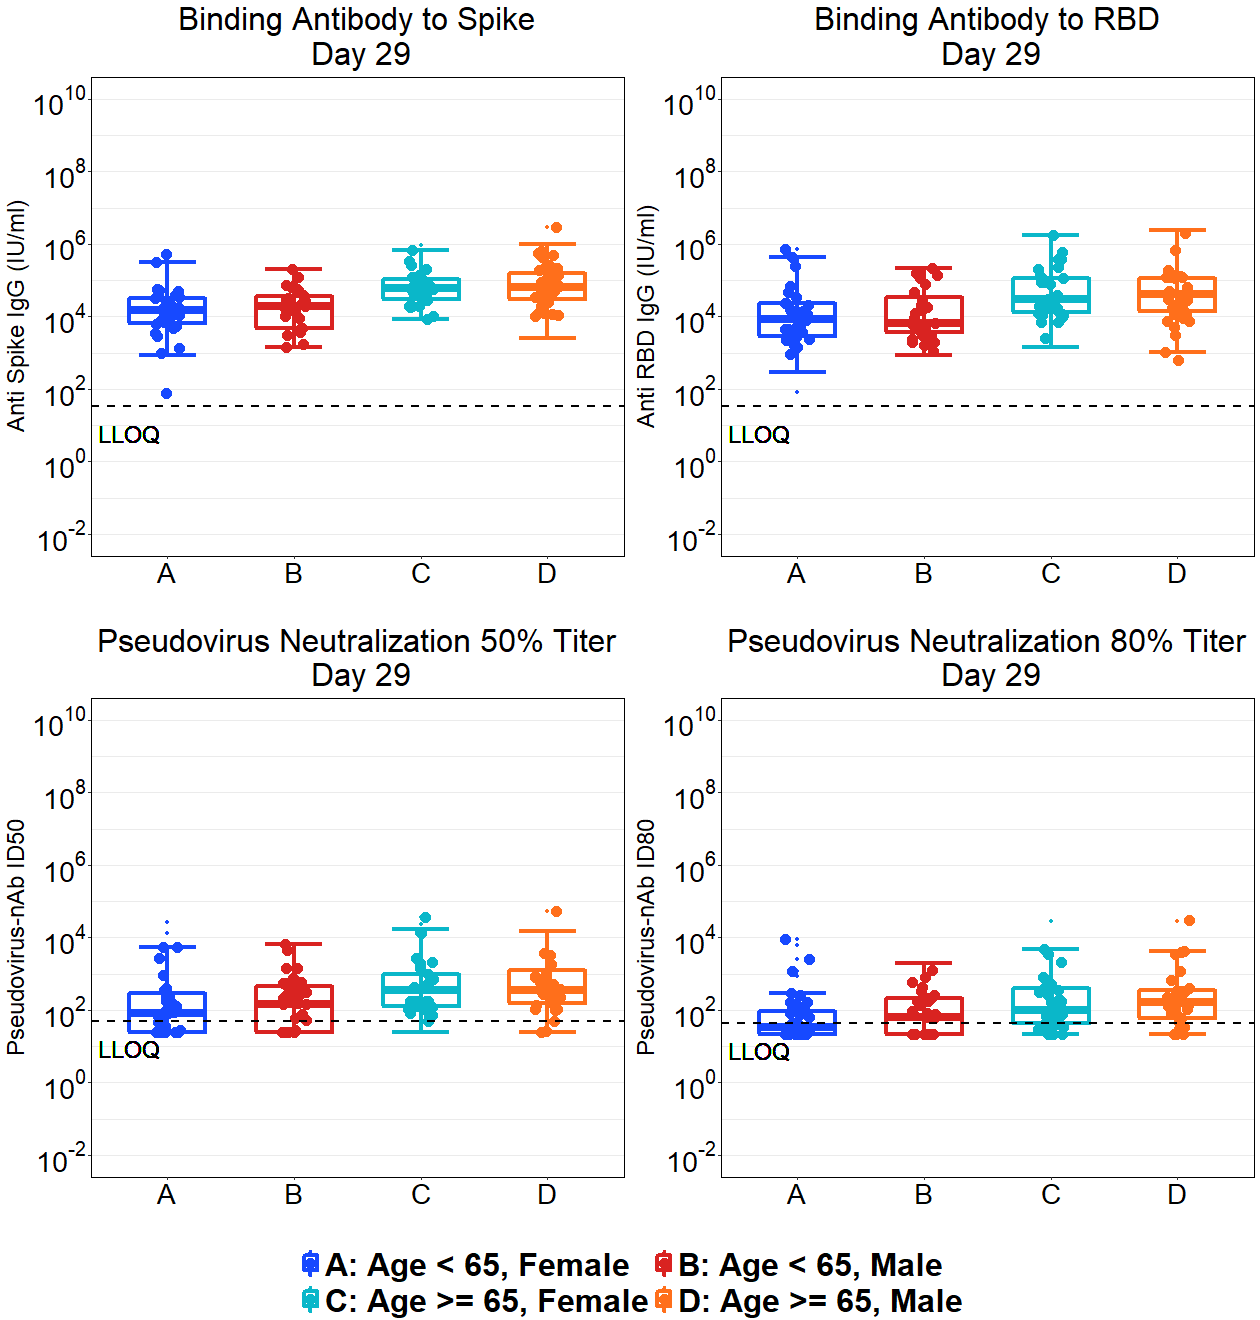 Binding Antibody to Spike
Day 29
Anti Spike IgG (IU/ml)
10^10
10^8
10^6
10^4
10^2
10^0
10^-2
LLOQ
A B C D
Binding Antibody to RBD
Day 29
Anti RBD IgG (IU/ml)
10^10
10^8
10^6
10^4
10^2
10^0
10^-2
LLOQ
A B C D
Pseudovirus Neutralization 50% Titer
Day 29
Pseudovirus-nAb ID50
10^10
10^8
10^6
10^4
10^2
10^0
10^-2
LLOQ
A B C D
Pseudovirus Neutralization 80% Titer
Day 29
Pseudovirus-nAb ID80
10^10
10^8
10^6
10^4
10^2
10^0
10^-2
LLOQ
A B C D
A: Age < 65, Female B: Age < 65, Male
C: Age >= 65, Female D: Age >= 65, Male